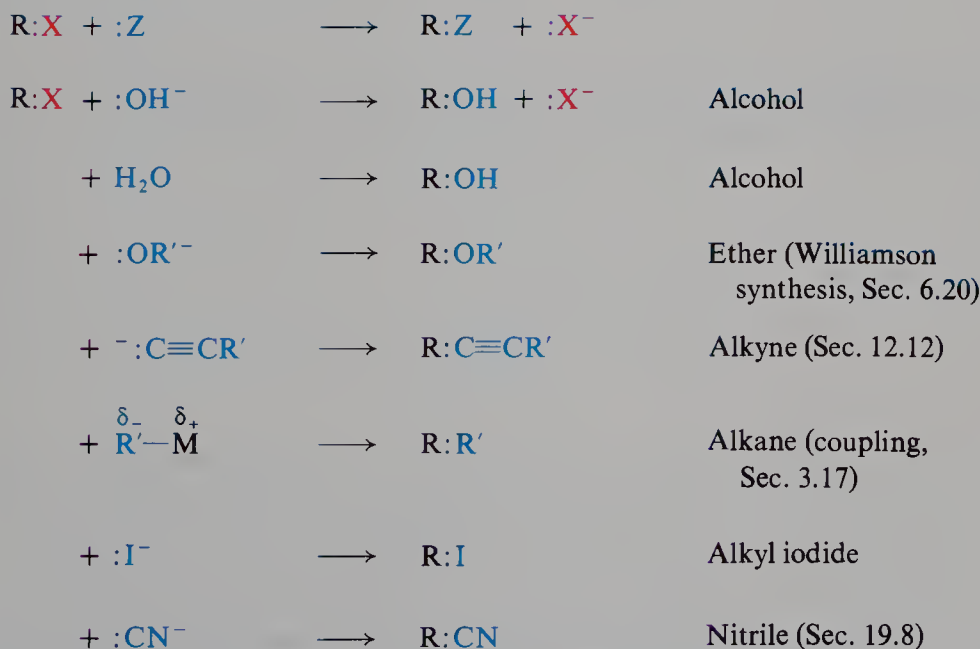 R:X + :Z ⟶ R:Z + :X⁻
R:X + :OH⁻ ⟶ R:OH + :X⁻ Alcohol
+ H₂O ⟶ R:OH Alcohol
+ :OR′⁻ ⟶ R:OR′ Ether (Williamson
synthesis, Sec. 6.20)
+ ⁻:C≡CR′ ⟶ R:C≡CR′ Alkyne (Sec. 12.12)
δ₋ δ₊
+ R′—M ⟶ R:R′ Alkane (coupling,
Sec. 3.17)
+ :I⁻ ⟶ R:I Alkyl iodide
+ :CN⁻ ⟶ R:CN Nitrile (Sec. 19.8)